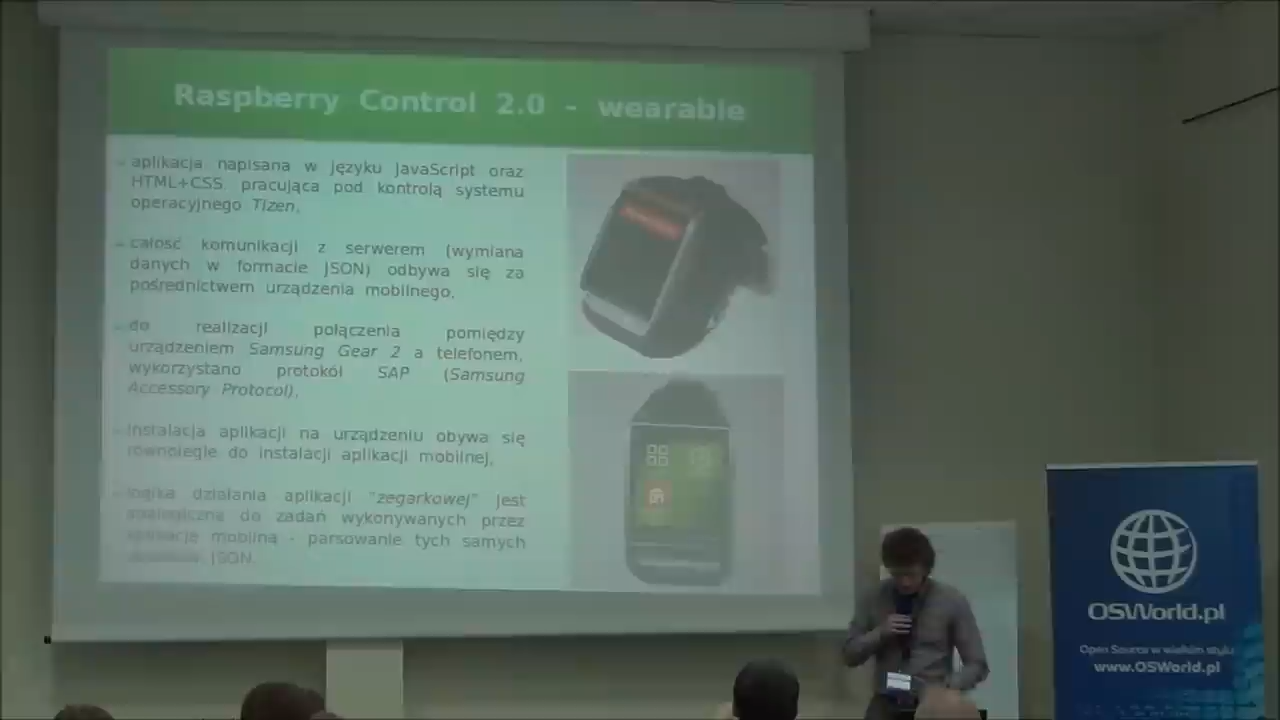 Raspberry Control 2.0 - wearable
aplikacja napisana w języku JavaScript oraz
HTML+CSS, pracująca pod kontrolą systemu
operacyjnego Tizen,
całość komunikacji z serwerem (wymiana
danych w formacie JSON) odbywa się za
pośrednictwem urządzenia mobilnego,
do realizacji połączenia pomiędzy
urządzeniem Samsung Gear 2 a telefonem,
wykorzystano protokół SAP (Samsung
Accessory Protocol),
instalacja aplikacji na urządzeniu obywa się
równolegle do instalacji aplikacji mobilnej,
logika działania aplikacji "zegarkowej" jest
analogiczna do zadań wykonywanych przez
aplikację mobilną - parsowanie tych samych
JSON.
OSWorld.pl
Open Source w wielkim stylu
www.OSWorld.pl